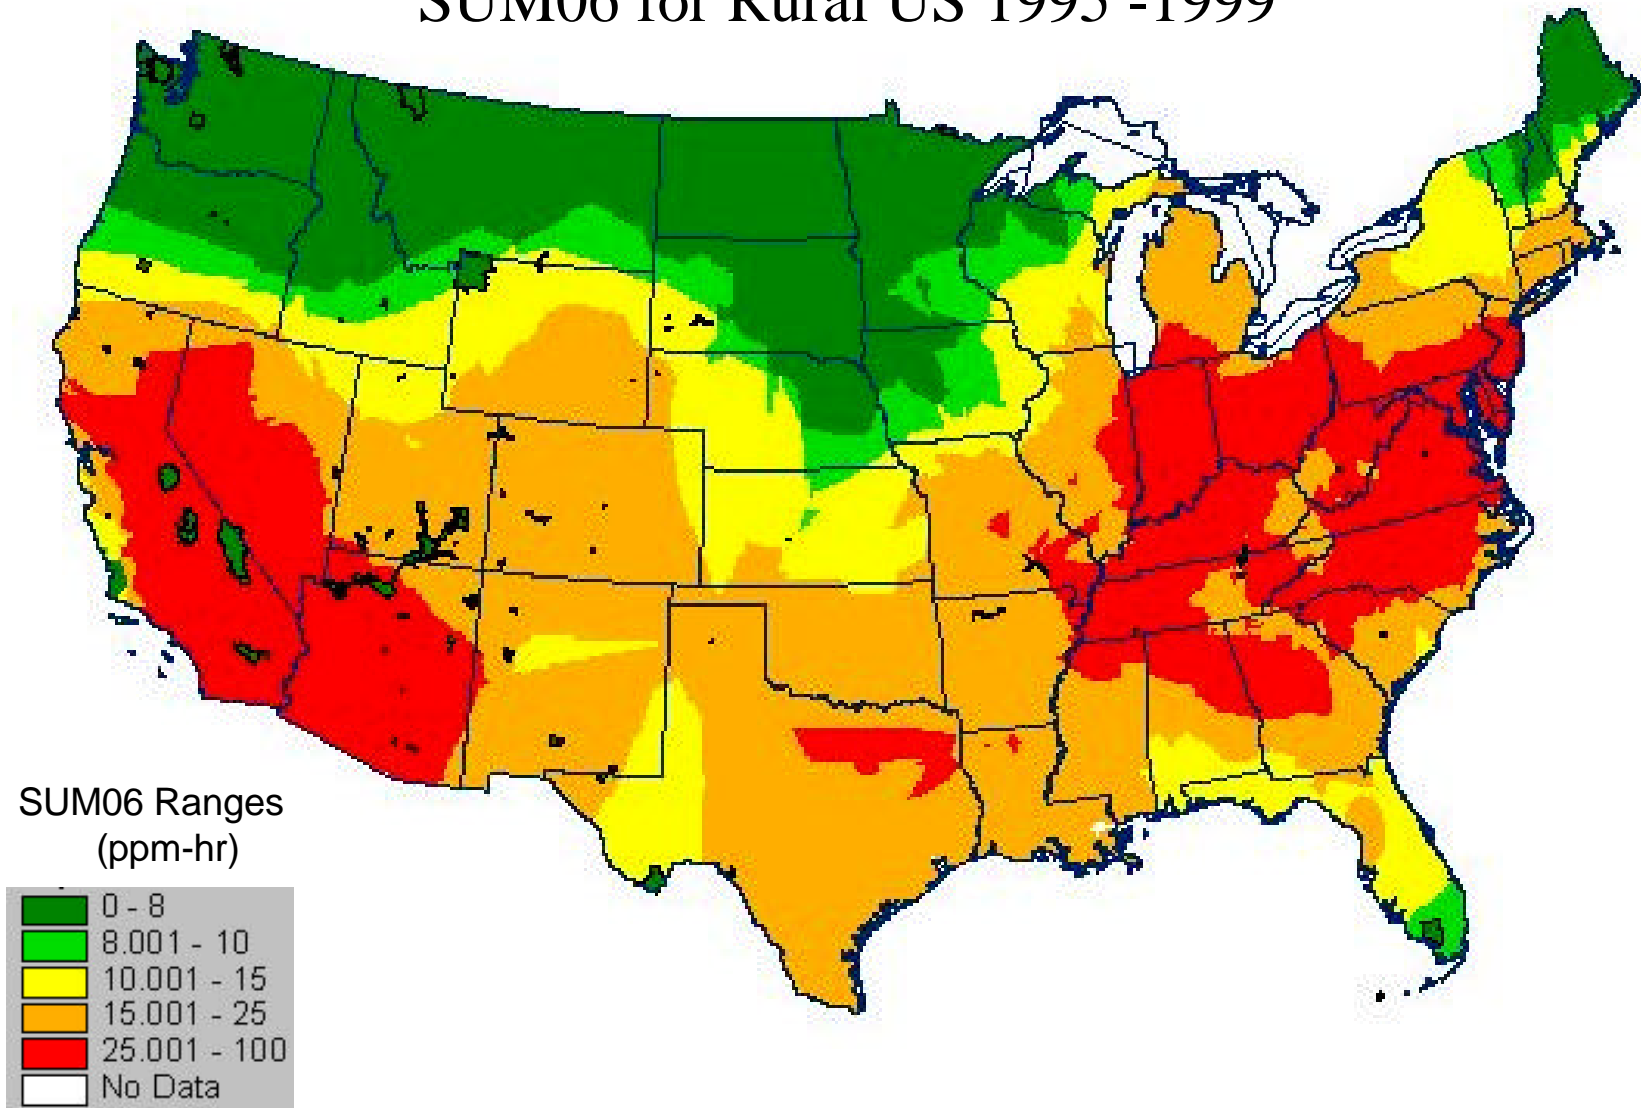 SUM06 for Rural US 1995 -1999
SUM06 Ranges
(ppm-hr)
0 - 8
8.001 - 10
10.001 - 15
15.001 - 25
25.001 - 100
No Data